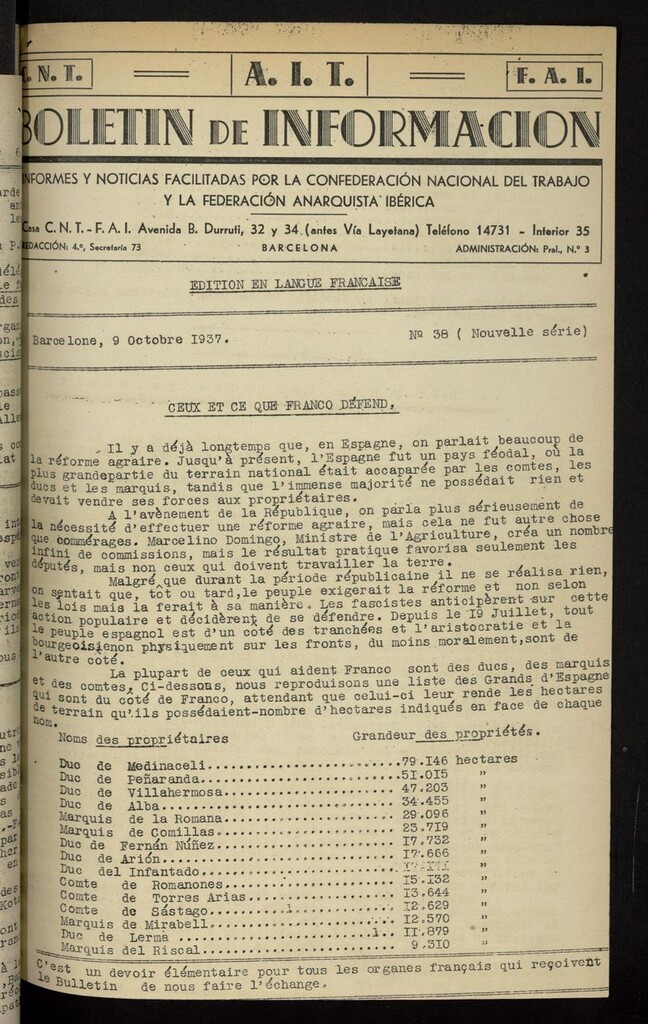 C. N. T.
A. I. T.
F. A. I.
BOLETIN DE INFORMACION
INFORMES Y NOTICIAS FACILITADAS POR LA CONFEDERACIÓN NACIONAL DEL TRABAJO
Y LA FEDERACIÓN ANARQUISTA IBÉRICA
Casa C. N. T. - F. A. I. Avenida B. Durruti, 32 y 34 (antes Vía Layetana) Teléfono 14731 - Interior 35
REDACCIÓN: 4.º, Secretaría 73 BARCELONA ADMINISTRACIÓN: Pral., N.º 3
EDITION EN LANGUE FRANCAISE
Barcelone, 9 Octobre 1937. Nº 38 ( Nouvelle série)
CEUX ET CE QUE FRANCO DÉFEND.
Il y a déjà longtemps que, en Espagne, on parlait beaucoup de
la réforme agraire. Jusqu'à présent, l'Espagne fut un pays féodal, où la
plus grandepartie du terrain national était accaparée par les comtes, les
ducs et les marquis, tandis que l'immense majorité ne possédait rien et
devait vendre ses forces aux propriétaires.
A l'avènement de la République, on parla plus sérieusement de
la nécessité d'effectuer une réforme agraire, mais cela ne fut autre chose
que commérages. Marcelino Domingo, Ministre de l'Agriculture, créa un nombre
infini de commissions, mais le résultat pratique favorisa seulement les
députés, mais non ceux qui doivent travailler la terre.
Malgré que durant la période républicaine il ne se réalisa rien,
on sentait que, tôt ou tard, le peuple exigerait la réforme et non selon
les lois mais la ferait à sa manière. Les fascistes anticipèrent sur cette
action populaire et décidèrent de se défendre. Depuis le 19 Juillet, tout
le peuple espagnol est d'un coté des tranchées et l'aristocratie et la
bourgeoisienon physiquement sur les fronts, du moins moralement,sont de
l'autre coté.
La plupart de ceux qui aident Franco sont des ducs, des marquis
et des comtes. Ci-dessous, nous reproduisons une liste des Grands d'Espagne
qui sont du côté de Franco, attendant que celui-ci leur rende les hectares
de terrain qu'ils possédaient-nombre d'hectares indiqués en face de chaque
nom.
Noms des propriétaires Grandeur des propriétés.
Duc de Medinaceli..........79.146 hectares
Duc de Peñaranda..........51.015 "
Duc de Villahermosa..........47.203 "
Duc de Alba..........34.455 "
Marquis de la Romana..........29.096 "
Marquis de Comillas..........23.719 "
Duc de Fernán Núñez..........17.732 "
Duc de Arión..........17.666 "
Duc del Infantado.......... "
Comte de Romanones..........15.132 "
Comte de Torres Arias..........13.644 "
Comte de Sástago..........12.629 "
Marquis de Mirabell..........12.570 "
Duc de Lerma..........11.879 "
Marquis del Riscal..........9.310 "
C'est un devoir élémentaire pour tous les organes français qui reçoivent
le Bulletin de nous faire l'échange.